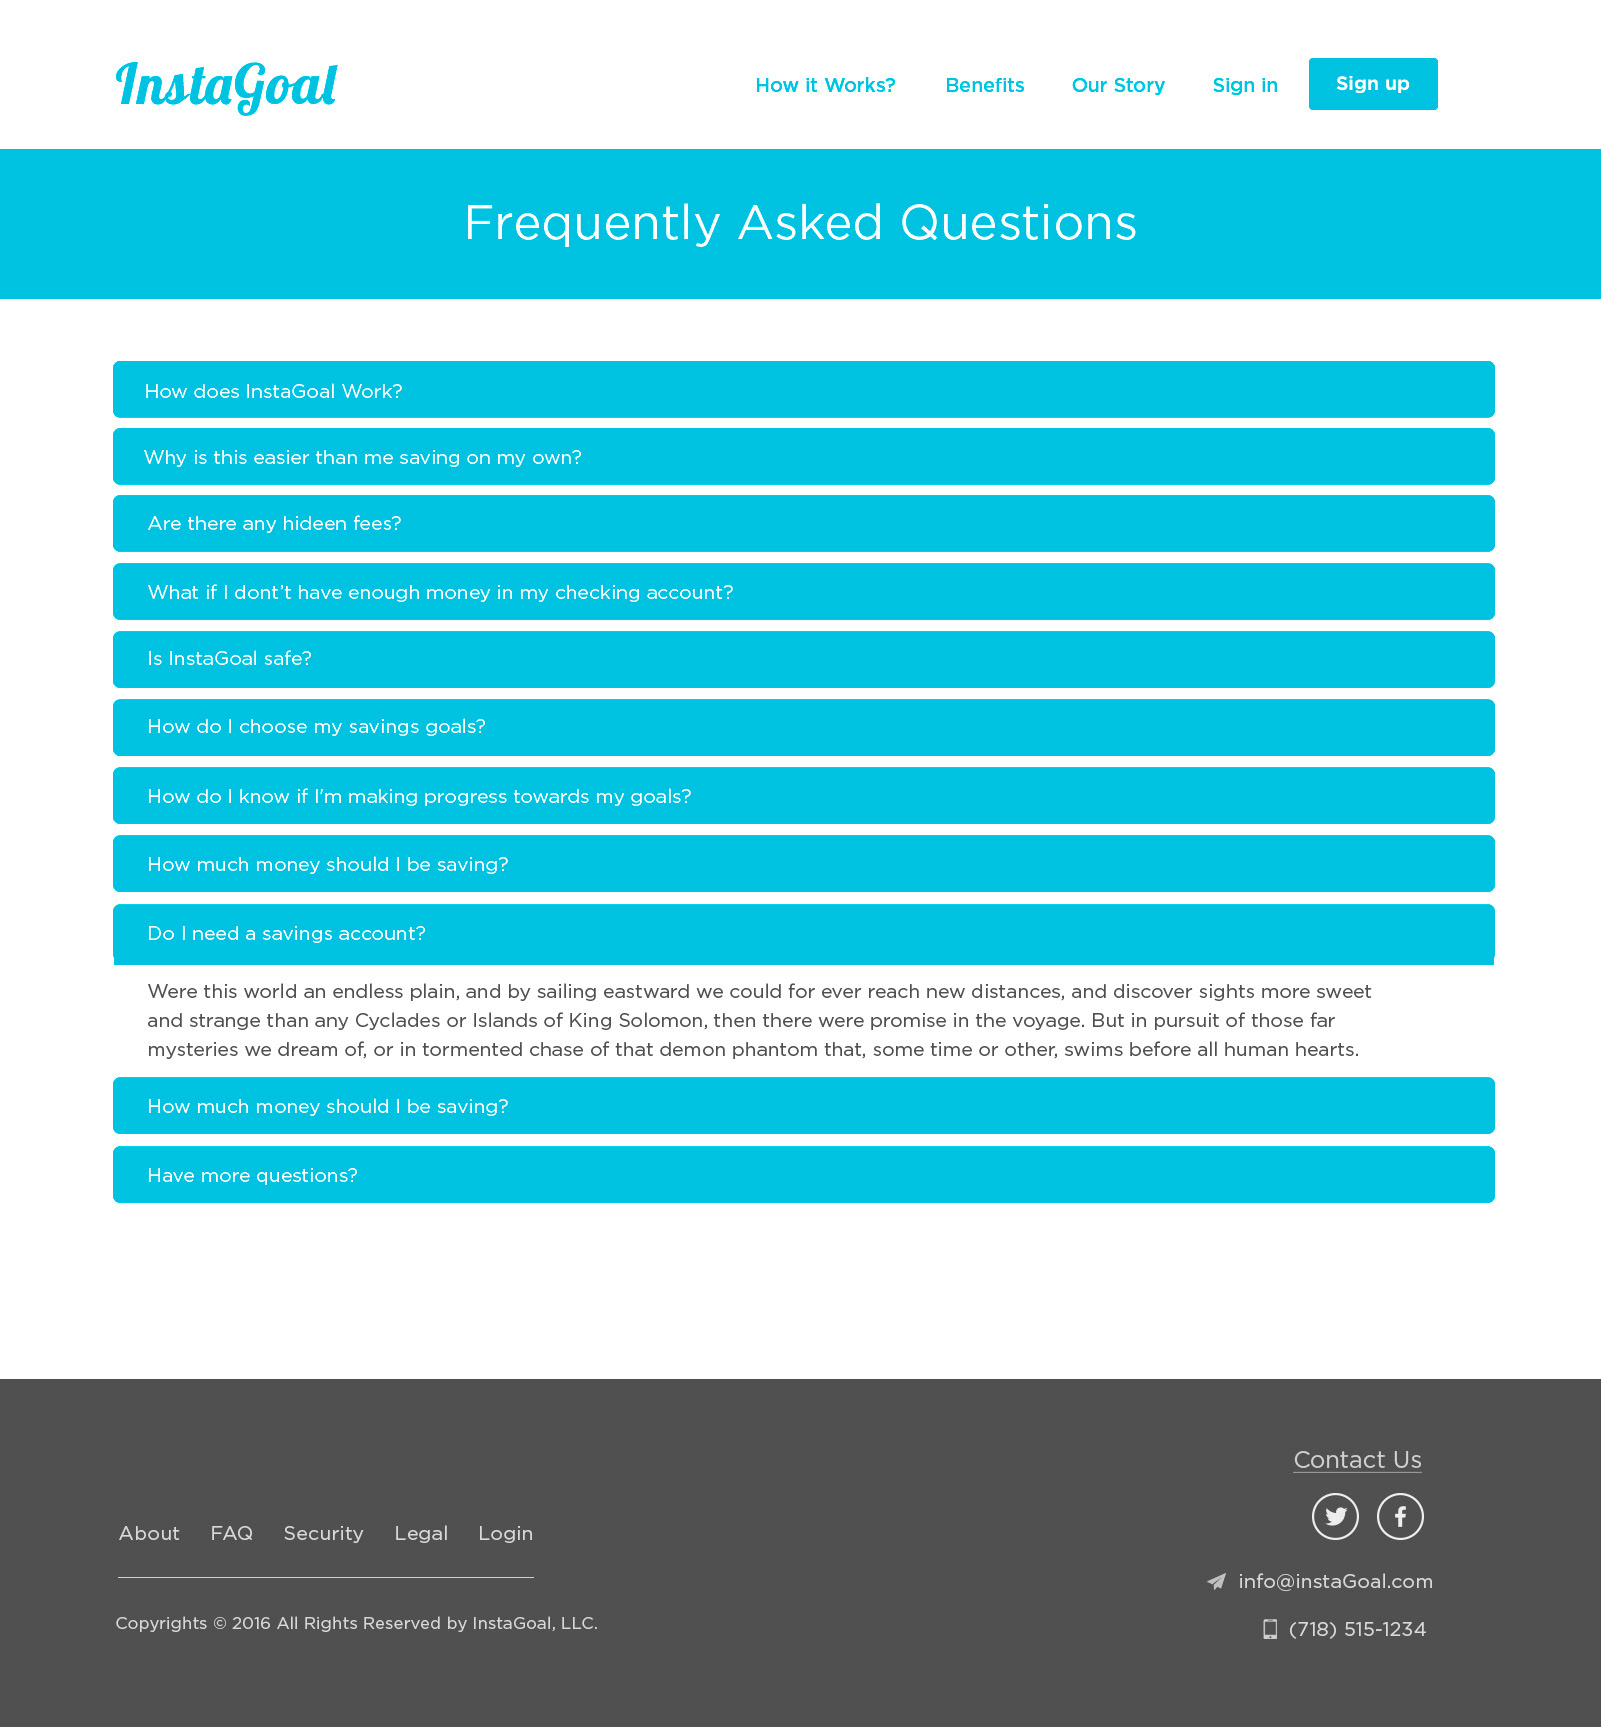 InstaGoal
How it Works? Benefits Our Story Sign in Sign up
Frequently Asked Questions
How does InstaGoal Work?
Why is this easier than me saving on my own?
Are there any hideen fees?
What if I dont’t have enough money in my checking account?
Is InstaGoal safe?
How do I choose my savings goals?
How do I know if I'm making progress towards my goals?
How much money should I be saving?
Do I need a savings account?
Were this world an endless plain, and by sailing eastward we could for ever reach new distances, and discover sights more sweet
and strange than any Cyclades or Islands of King Solomon, then there were promise in the voyage. But in pursuit of those far
mysteries we dream of, or in tormented chase of that demon phantom that, some time or other, swims before all human hearts.
How much money should I be saving?
Have more questions?
Contact Us
About FAQ Security Legal Login
info@instaGoal.com
Copyrights © 2016 All Rights Reserved by InstaGoal, LLC.
(718) 515-1234